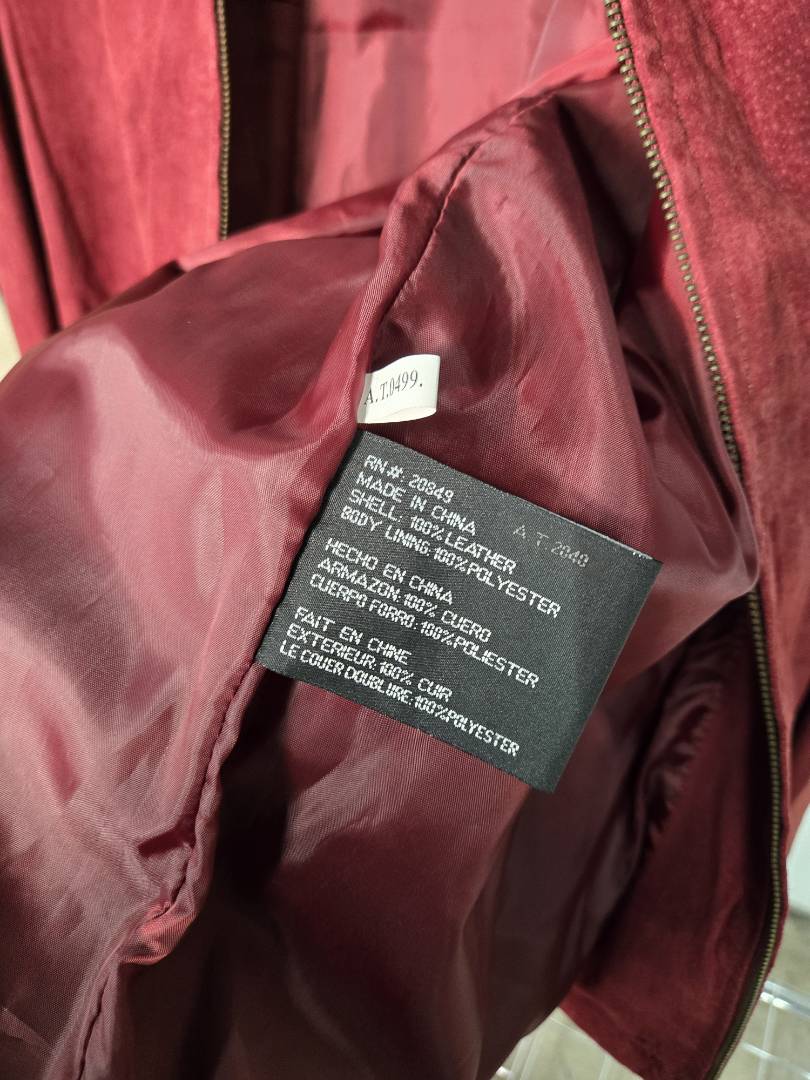 A.T.0499.
RN#: 20849
MADE IN CHINA
SHELL: 100% LEATHER
BODY LINING:100%POLYESTER
A T 2040
HECHO EN CHINA
ARMAZON:100% CUERO
CUERPO FORRO:100%POLIESTER
FAIT EN CHINE
EXTERIEUR:100% CUIR
LE COUER DOUBLURE:100%POLYESTER